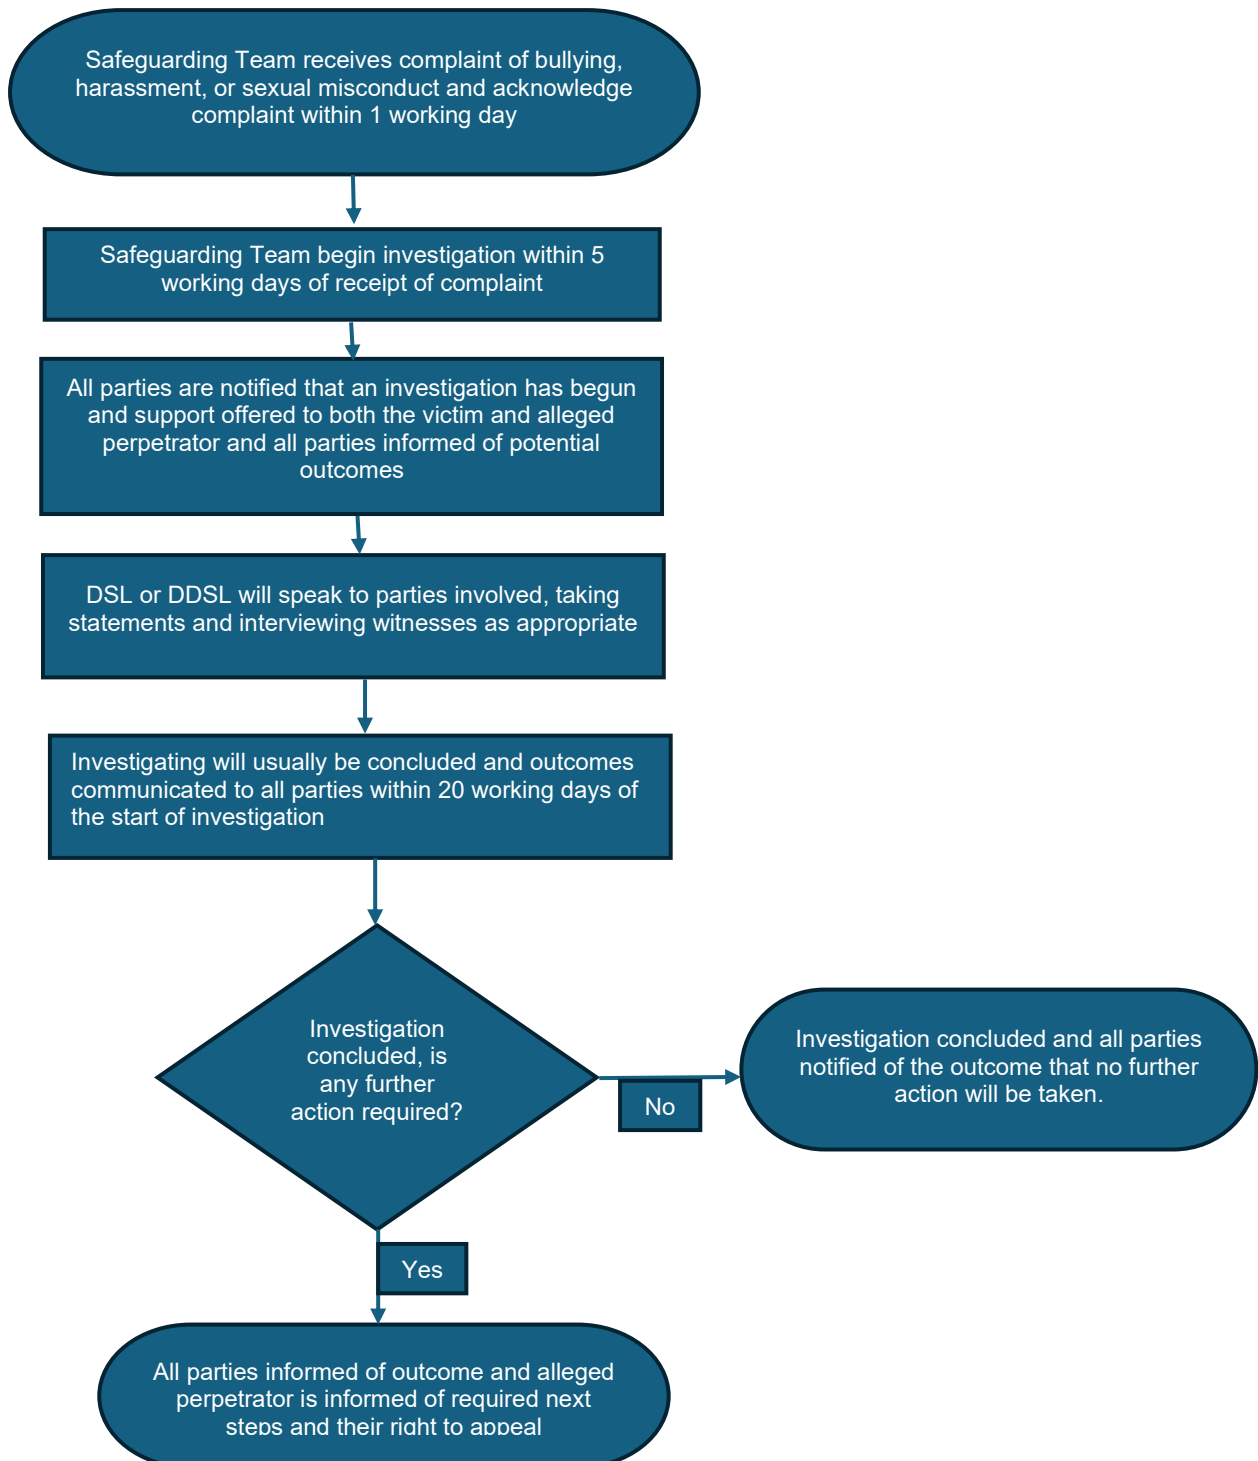 Safeguarding Team receives complaint of bullying,
harassment, or sexual misconduct and acknowledge
complaint within 1 working day
Safeguarding Team begin investigation within 5
working days of receipt of complaint
All parties are notified that an investigation has begun
and support offered to both the victim and alleged
perpetrator and all parties informed of potential
outcomes
DSL or DDSL will speak to parties involved, taking
statements and interviewing witnesses as appropriate
Investigating will usually be concluded and outcomes
communicated to all parties within 20 working days of
the start of investigation
Investigation
concluded, is
any further
action required?
No
Investigation concluded and all parties
notified of the outcome that no further
action will be taken.
Yes
All parties informed of outcome and alleged
perpetrator is informed of required next
steps and their right to appeal